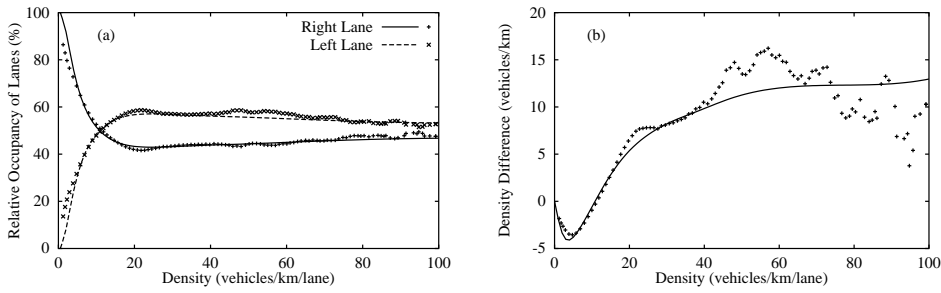 Relative Occupancy of Lanes (%)
100
80
60
40
20
0
(a)
Right Lane
Left Lane
0 20 40 60 80 100
Density (vehicles/km/lane)
Density Difference (vehicles/km)
20
15
10
5
0
-5
(b)
0 20 40 60 80 100
Density (vehicles/km/lane)